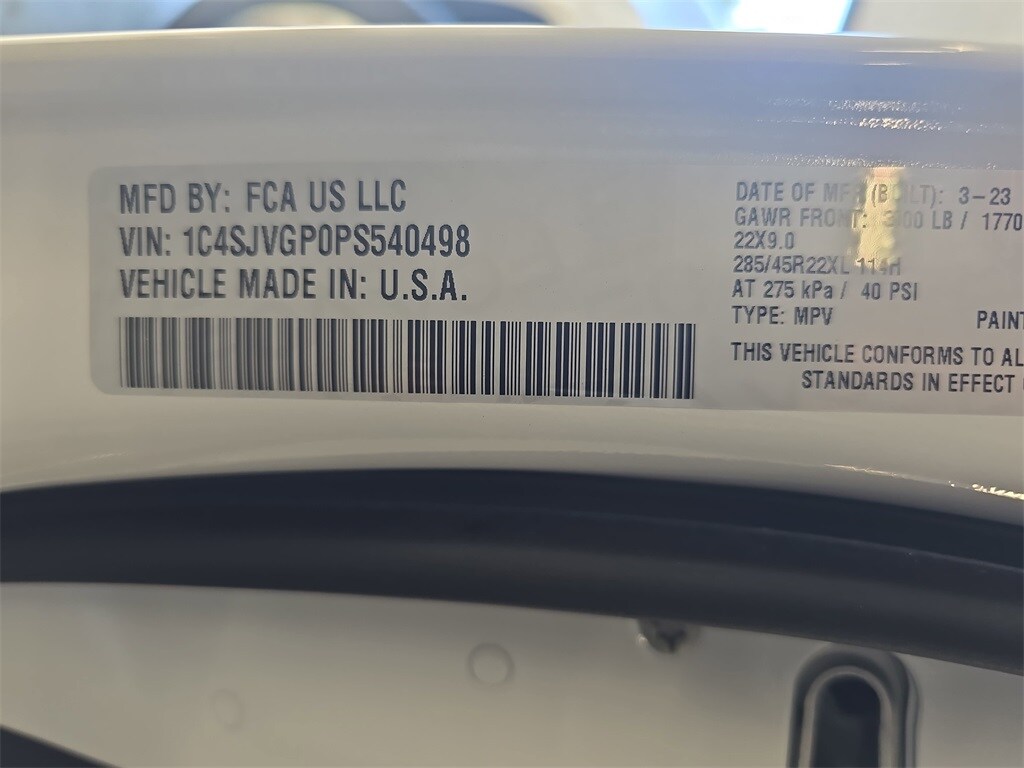 MFD BY: FCA US LLC
VIN: 1C4SJVGP0PS540498
VEHICLE MADE IN: U.S.A.
DATE OF MFR (BUILT): 3-23
GAWR FRONT: LB / 1770
22X9.0
285/45R22XL 114H
AT 275 kPa / 40 PSI
TYPE: MPV PAINT
THIS VEHICLE CONFORMS TO AL
STANDARDS IN EFFECT